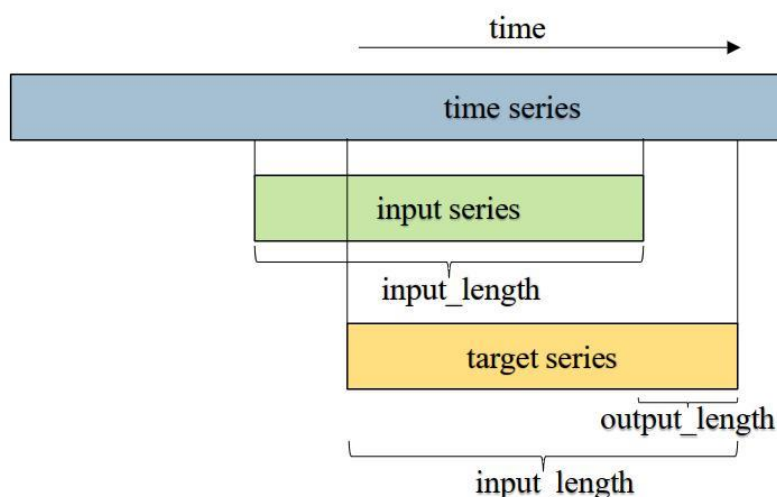 time
time series
input series
input_length
target series
output_length
input_length